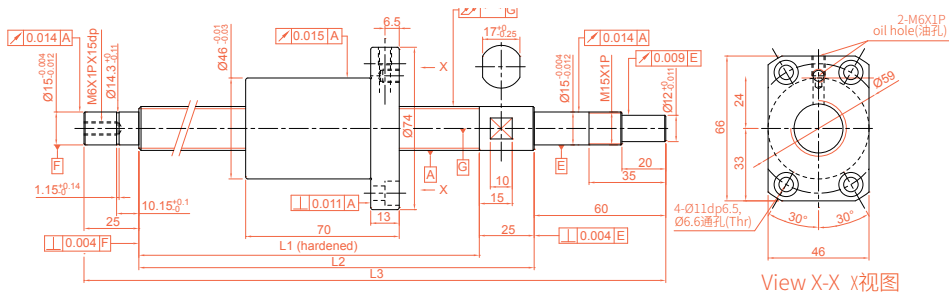 6.5
G
17+0 -0.25
2-M6X1P
oil hole(油孔)
0.014 A
Ø15-0.004 -0.012
M6X1PX15dp
Ø14.3+0 -0.11
Ø46-0.01 -0.03
0.015 A
X
Ø15-0.004 -0.012
0.014 A
M15X1P
0.009 E
Ø12+0 -0.011
Ø59
24
66
33
Ø74
F
A
G
E
X
10
15
20
35
1.15+0.14 -0
10.15+0.1 -0
25
0.011 A
13
70
25
60
0.004 F
0.004 E
L1 (hardened)
L2
L3
4-Ø11dp6.5,
Ø6.6通孔(Thr)
30°
30°
46
View X-X X视图